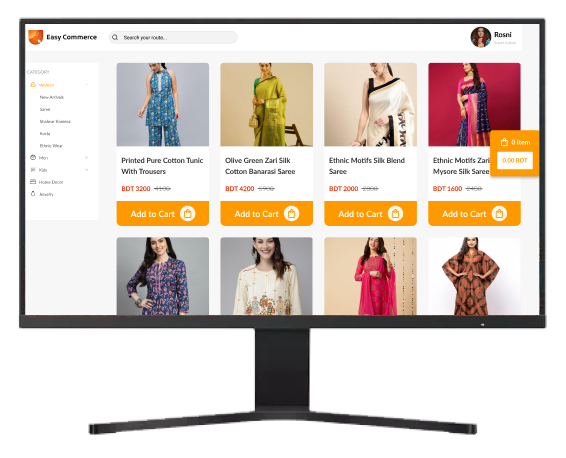 Easy Commerce
Search your route..
Rosni
Super Admin
CATEGORY
Women
New Arrivals
Saree
Shalwar Kameez
Kurta
Ethnic Wear
Men
Kids
Home Decor
Jewelry
0 item
0.00 BDT
Printed Pure Cotton Tunic
With Trousers
BDT 3200 4100
Add to Cart
Olive Green Zari Silk
Cotton Banarasi Saree
BDT 4200 5900
Add to Cart
Ethnic Motifs Silk Blend
Saree
BDT 2000 2800
Add to Cart
Ethnic Motifs Zari
Mysore Silk Saree
BDT 1600 2400
Add to Cart